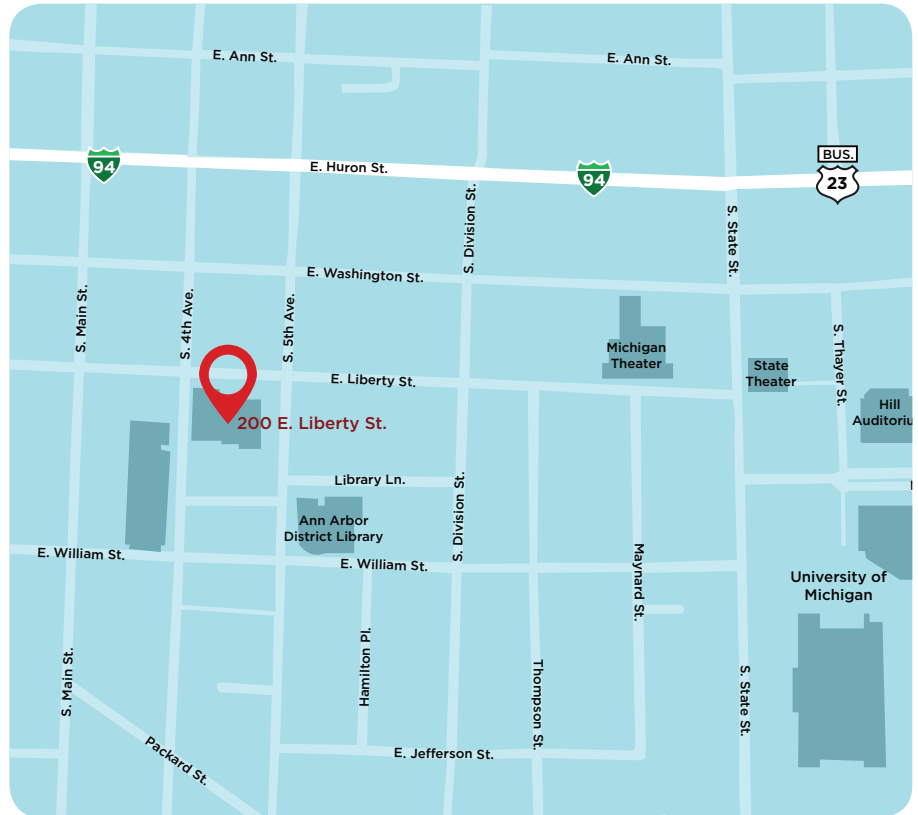 E. Ann St.
E. Ann St.
BUS.
23
94
E. Huron St.
94
S. Division St.
S. State St.
E. Washington St.
S. Main St.
S. 4th Ave.
S. 5th Ave.
Michigan
Theater
S. Thayer St.
State
Theater
E. Liberty St.
Hill
Auditoriu
200 E. Liberty St.
Library Ln.
S. Division St.
Ann Arbor
District Library
E. William St.
E. William St.
Maynard St.
University of
Michigan
Hamilton Pl.
S. Main St.
Thompson St.
S. State St.
Packard St.
E. Jefferson St.